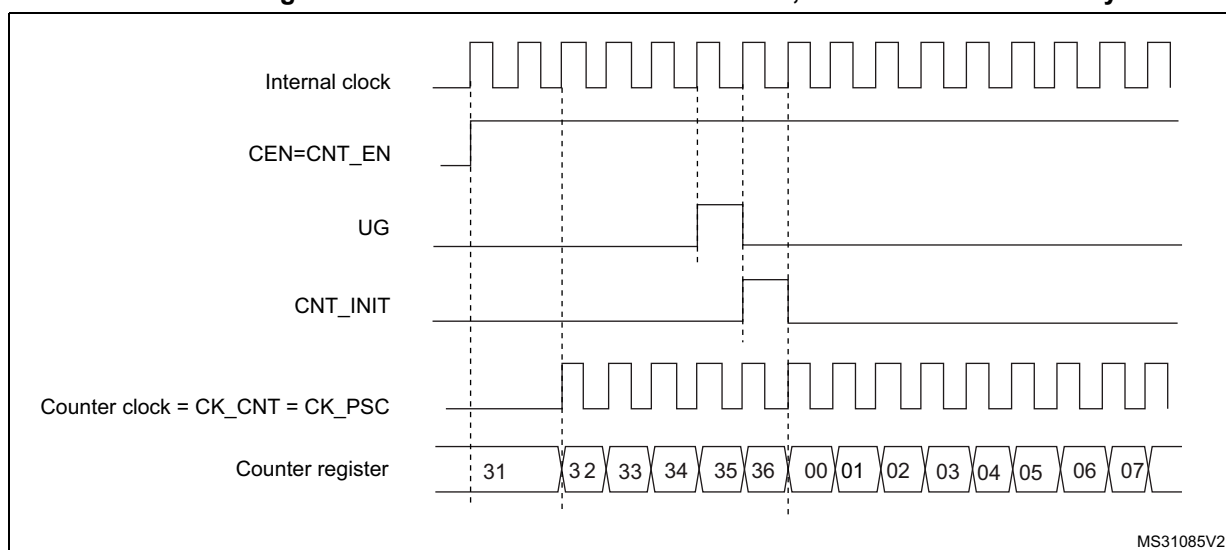 Internal clock
CEN=CNT_EN
UG
CNT_INIT
Counter clock = CK_CNT = CK_PSC
Counter register
31 32 33 34 35 36 00 01 02 03 04 05 06 07
MS31085V2